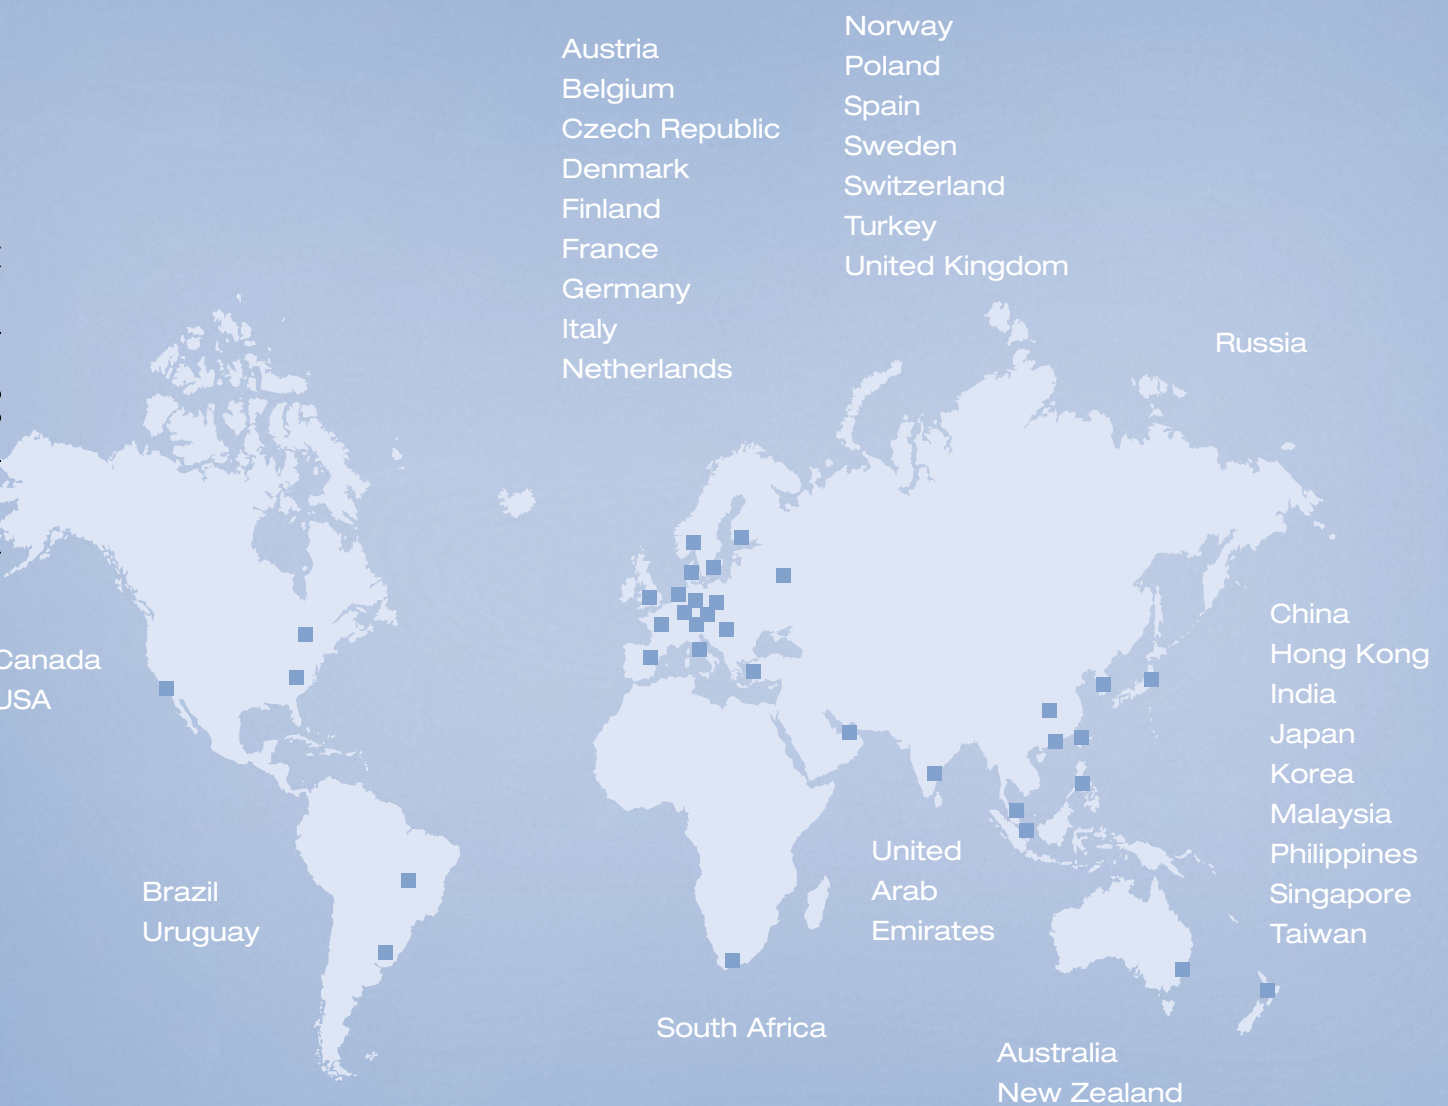 Norway
Poland
Spain
Sweden
Switzerland
Turkey
United Kingdom
Austria
Belgium
Czech Republic
Denmark
Finland
France
Germany
Italy
Netherlands
Russia
Canada
USA
China
Hong Kong
India
Japan
Korea
Malaysia
Philippines
Singapore
Taiwan
Brazil
Uruguay
United
Arab
Emirates
South Africa
Australia
New Zealand